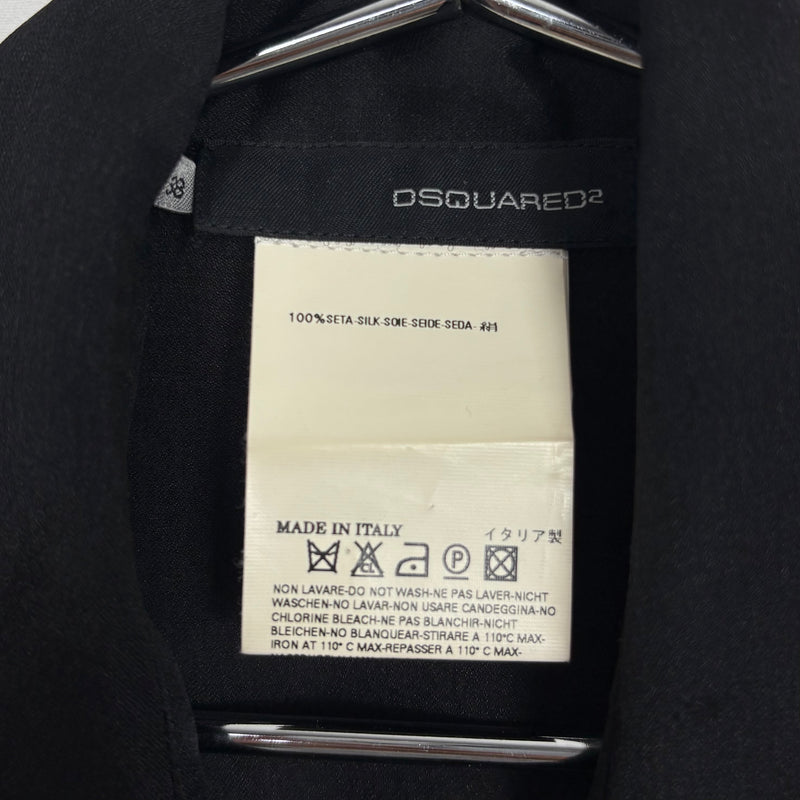 38
DSQUARED2
100%SETA-SILK-SOIE-SEIDE-SEDA-絹
MADE IN ITALY イタリア製
CL P
NON LAVARE-DO NOT WASH-NE PAS LAVER-NICHT
WASCHEN-NO LAVAR-NON USARE CANDEGGINA-NO
CHLORINE BLEACH-NE PAS BLANCHIR-NICHT
BLEICHEN-NO BLANQUEAR-STIRARE A 110°C MAX-
IRON AT 110° C MAX-REPASSER A 110° C MAX-